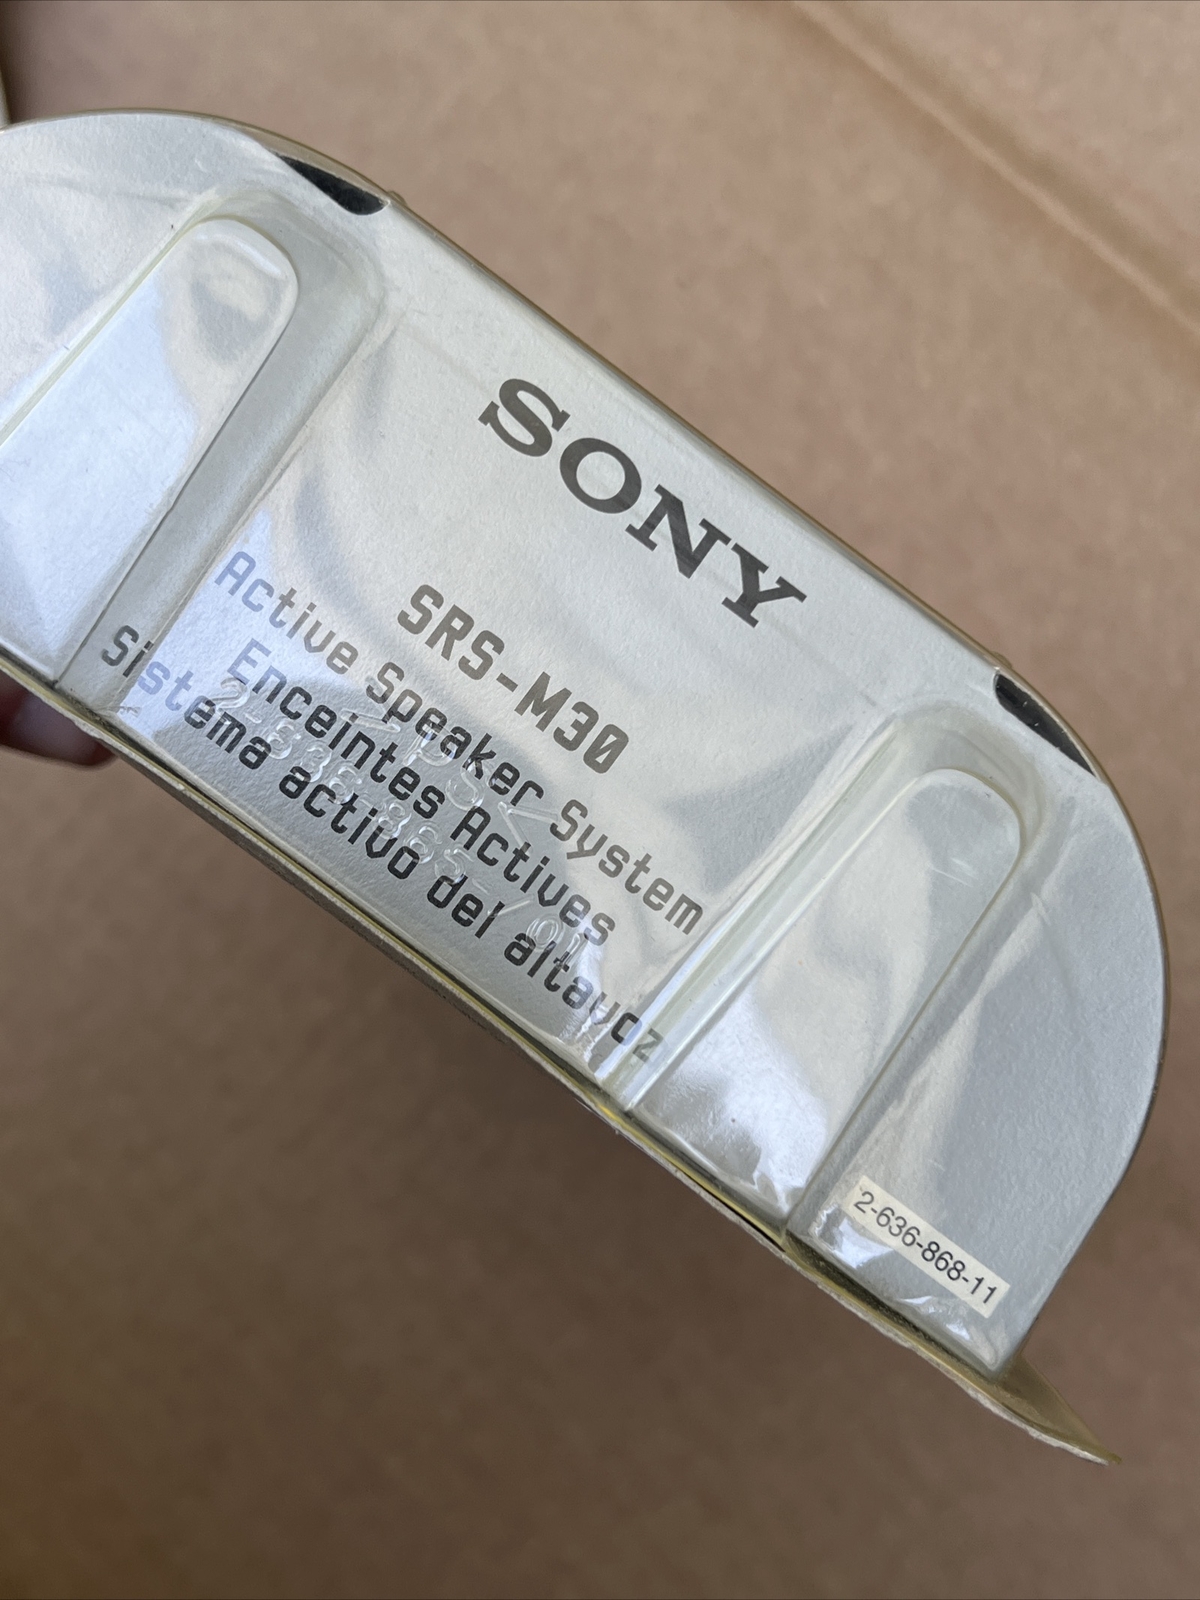 SONY
SRS-M30
Active Speaker System
Enceintes Actives
Sistema activo del altavoz
2-636-868-11